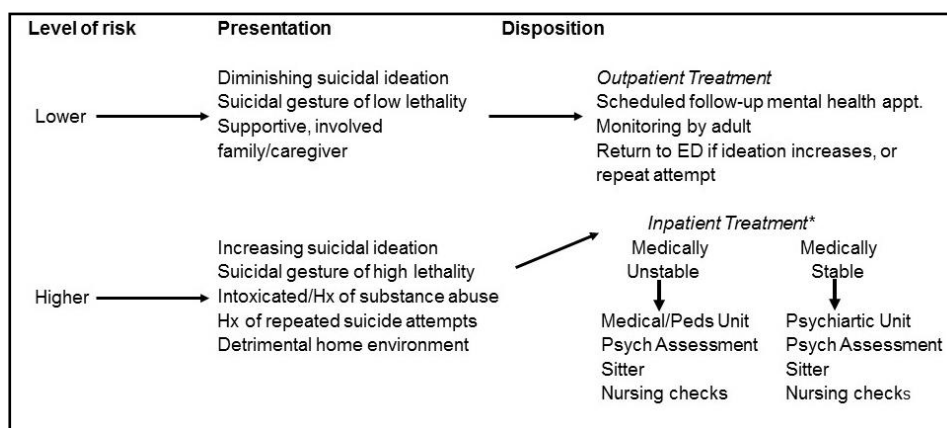 Level of risk Presentation Disposition
Diminishing suicidal ideation
Suicidal gesture of low lethality
Supportive, involved
family/caregiver
Lower
Outpatient Treatment
Scheduled follow-up mental health appt.
Monitoring by adult
Return to ED if ideation increases, or
repeat attempt
Higher
Increasing suicidal ideation
Suicidal gesture of high lethality
Intoxicated/Hx of substance abuse
Hx of repeated suicide attempts
Detrimental home environment
Inpatient Treatment*
Medically
Unstable
Medical/Peds Unit
Psych Assessment
Sitter
Nursing checks
Medically
Stable
Psychiartic Unit
Psych Assessment
Sitter
Nursing checks